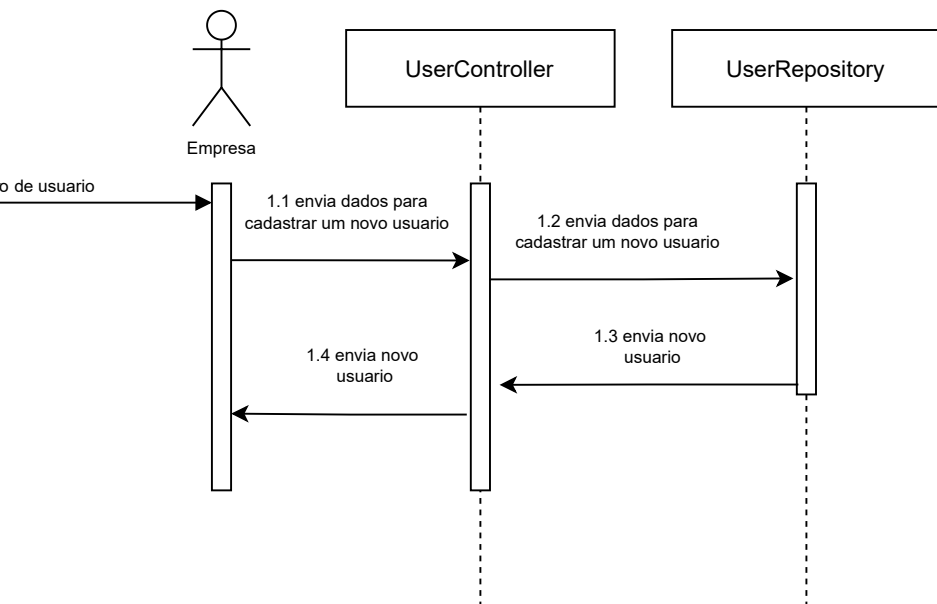 UserController
UserRepository
Empresa
o de usuario
1.1 envia dados para
cadastrar um novo usuario
1.2 envia dados para
cadastrar um novo usuario
1.3 envia novo
usuario
1.4 envia novo
usuario